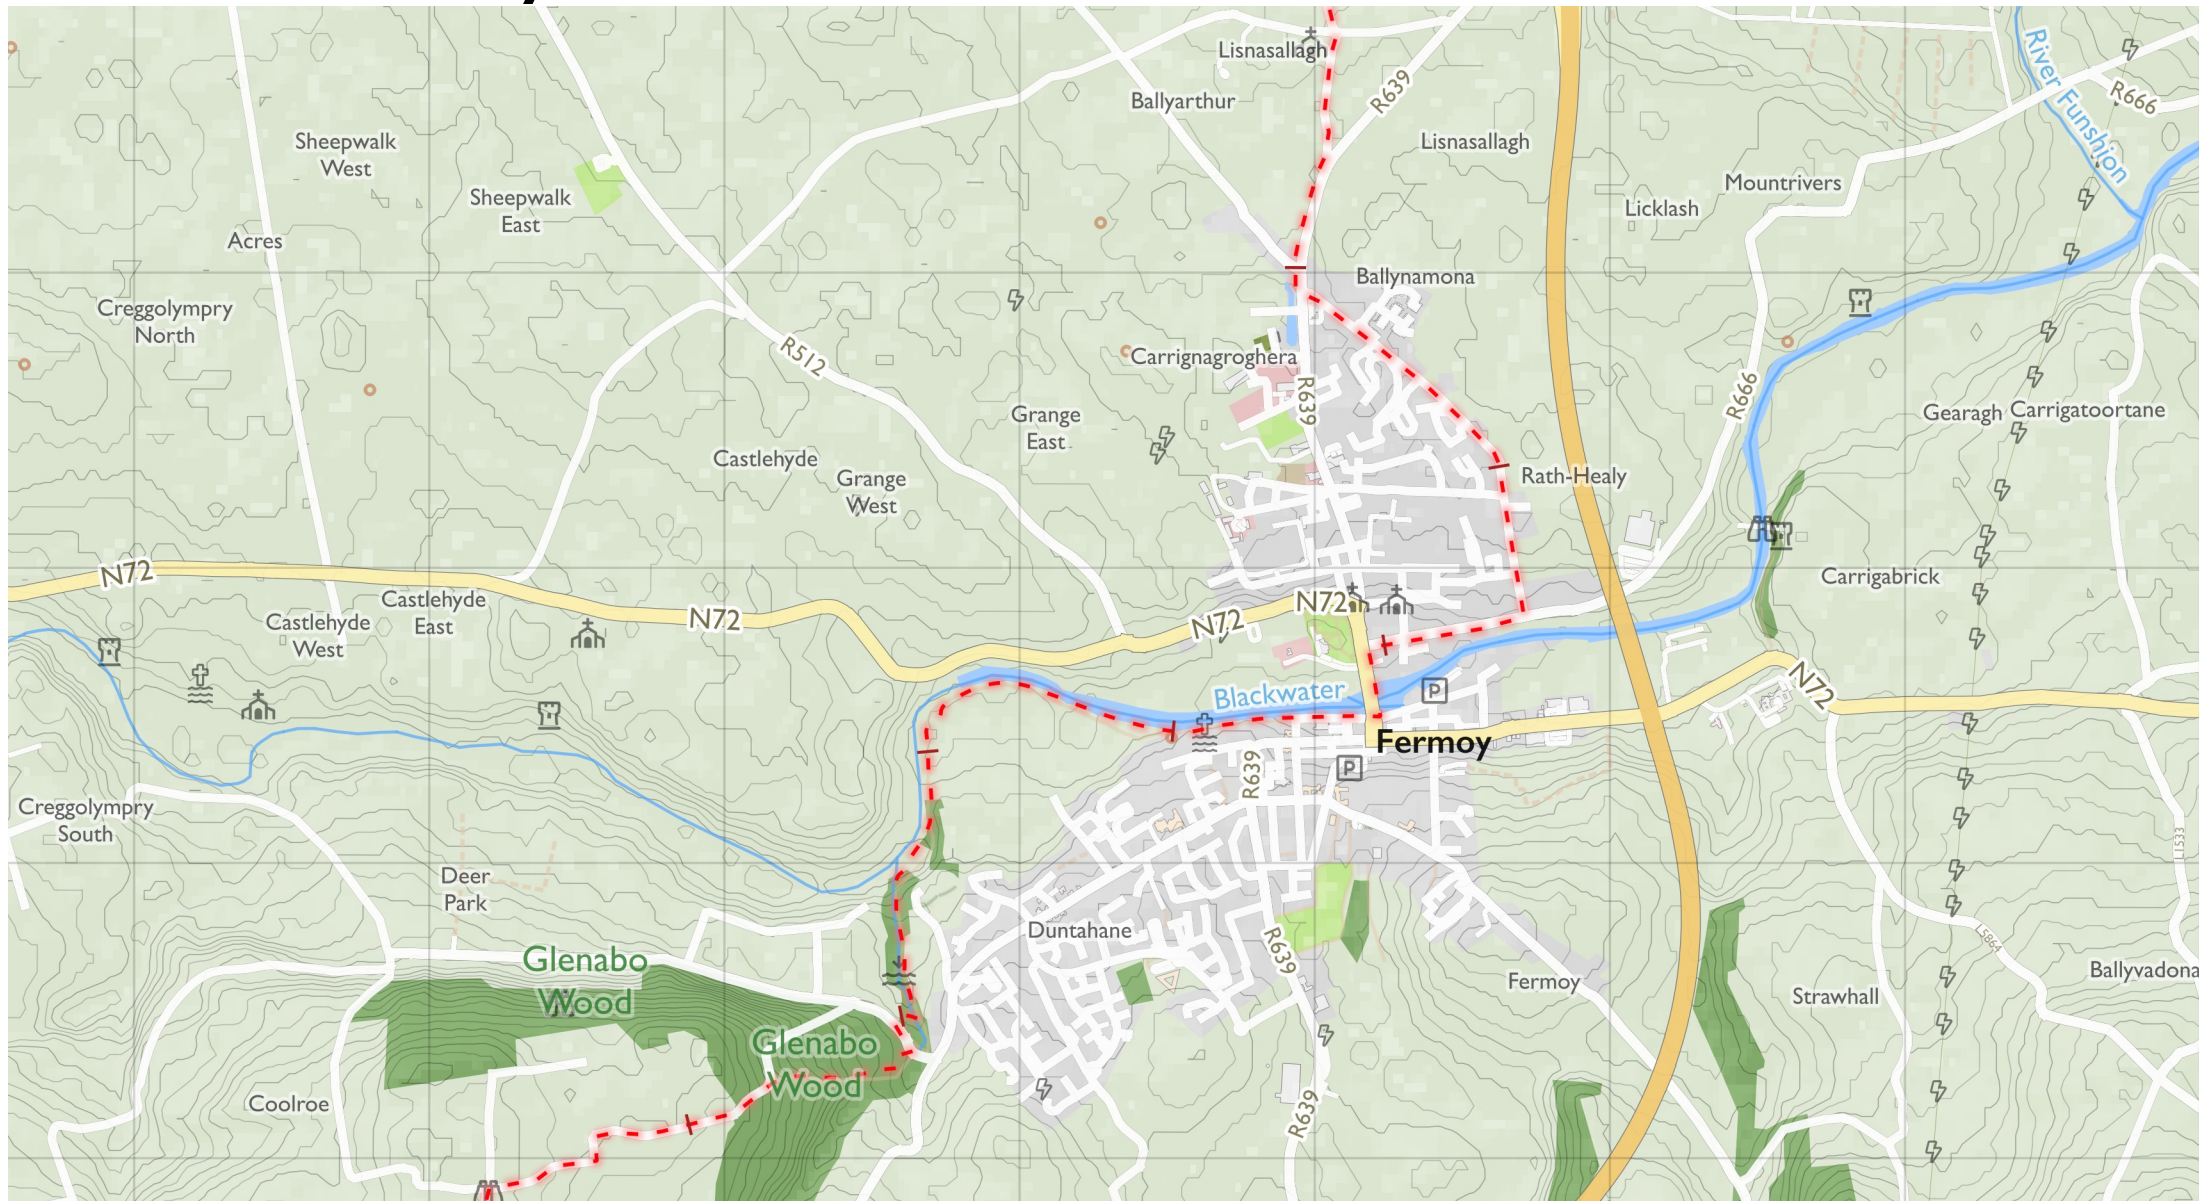 Lisnasallagh
River Funshion
R666
R639
Ballyarthur
Sheepwalk
West
Lisnasallagh
Mountrivers
Sheepwalk
East
Licklash
Acres
Ballynamona
Creggolympry
North
R512
Carrignagroghera
R639
R666
Grange
East
Gearagh
Carrigatoortane
Castlehyde
Grange
West
Rath-Healy
N72
Castlehyde
East
Castlehyde
West
N72
N72
N72
Carrigabrick
Blackwater
P
N72
Fermoy
R639
P
Creggolympry
South
L1533
Deer
Park
Duntahane
R639
L5864
Glenabo
Wood
Fermoy
Strawhall
Ballyvadona
Glenabo
Wood
Coolroe
R639